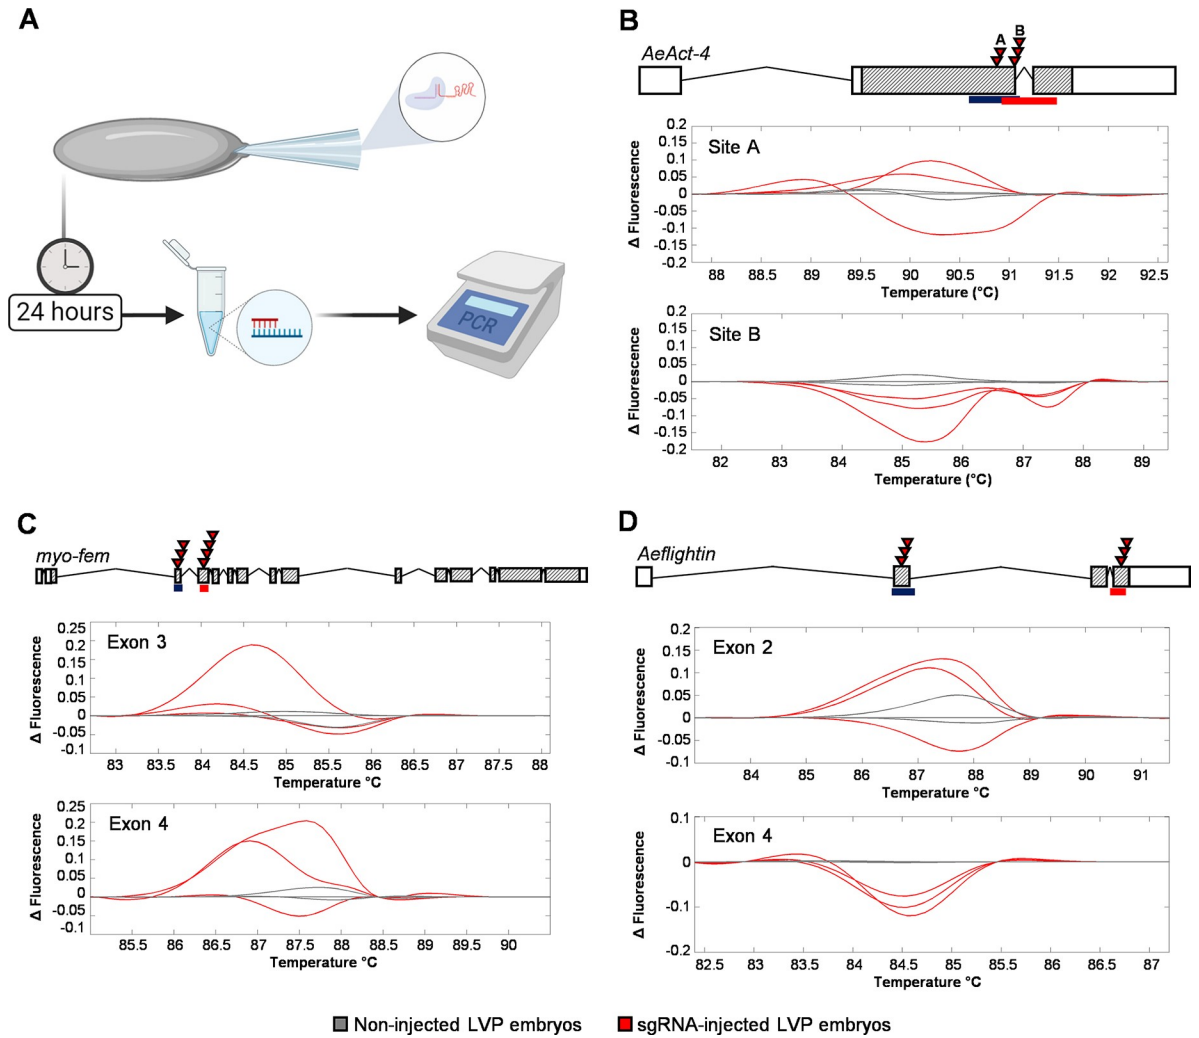 A
24 hours
PCR
B
AeAct-4
A
B
Site A
Δ Fluorescence
0.2
0.15
0.1
0.05
0
-0.05
-0.1
-0.15
-0.2
88 88.5 89 89.5 90 90.5 91 91.5 92 92.5
Temperature (°C)
Site B
Δ Fluorescence
0.2
0.15
0.1
0.05
0
-0.05
-0.1
-0.15
-0.2
82 83 84 85 86 87 88 89
Temperature (°C)
C
myo-fem
Exon 3
Δ Fluorescence
0.25
0.2
0.15
0.1
0.05
0
-0.05
-0.1
83 83.5 84 84.5 85 85.5 86 86.5 87 87.5 88
Temperature °C
Exon 4
Δ Fluorescence
0.25
0.2
0.15
0.1
0.05
0
-0.05
-0.1
85.5 86 86.5 87 87.5 88 88.5 89 89.5 90
Temperature °C
D
Aeflightin
Exon 2
Δ Fluorescence
0.2
0.15
0.1
0.05
0
-0.05
-0.1
84 85 86 87 88 89 90 91
Temperature °C
Exon 4
Δ Fluorescence
0.1
0
-0.1
-0.2
82.5 83 83.5 84 84.5 85 85.5 86 86.5 87
Temperature °C
Non-injected LVP embryos
sgRNA-injected LVP embryos